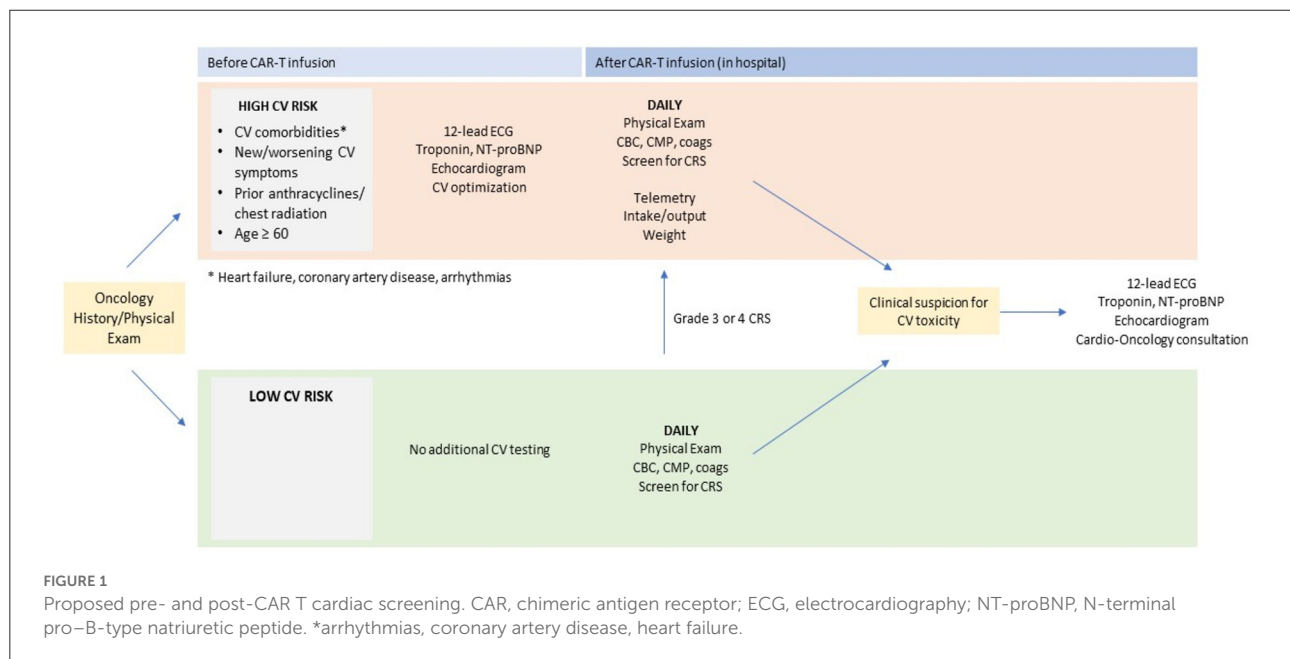 Before CAR-T infusion
After CAR-T infusion (in hospital)
HIGH CV RISK
• CV comorbidities*
• New/worsening CV
symptoms
• Prior anthracyclines/
chest radiation
• Age ≥ 60
12-lead ECG
Troponin, NT-proBNP
Echocardiogram
CV optimization
DAILY
Physical Exam
CBC, CMP, coags
Screen for CRS
Telemetry
Intake/output
Weight
* Heart failure, coronary artery disease, arrhythmias
Oncology
History/Physical
Exam
Grade 3 or 4 CRS
Clinical suspicion for
CV toxicity
12-lead ECG
Troponin, NT-proBNP
Echocardiogram
Cardio-Oncology consultation
LOW CV RISK
No additional CV testing
DAILY
Physical Exam
CBC, CMP, coags
Screen for CRS
FIGURE 1
Proposed pre- and post-CAR T cardiac screening. CAR, chimeric antigen receptor; ECG, electrocardiography; NT-proBNP, N-terminal
pro–B-type natriuretic peptide. *arrhythmias, coronary artery disease, heart failure.